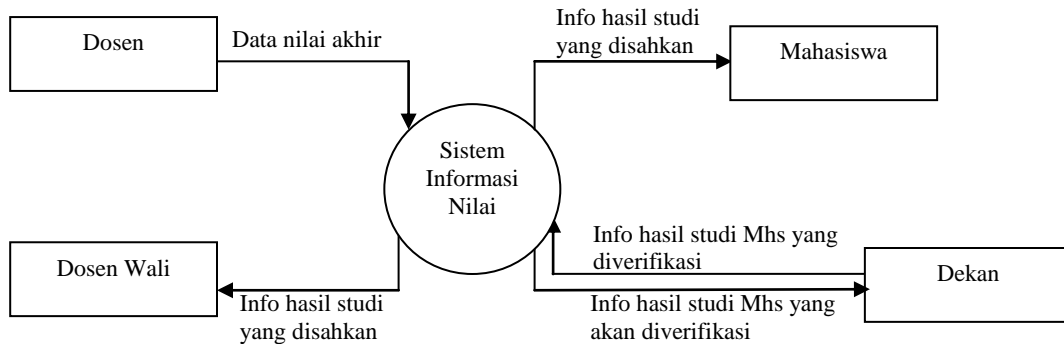 Dosen
Data nilai akhir
Info hasil studi
yang disahkan
Mahasiswa
Sistem
Informasi
Nilai
Dosen Wali
Info hasil studi
yang disahkan
Info hasil studi Mhs yang
diverifikasi
Dekan
Info hasil studi Mhs yang
akan diverifikasi